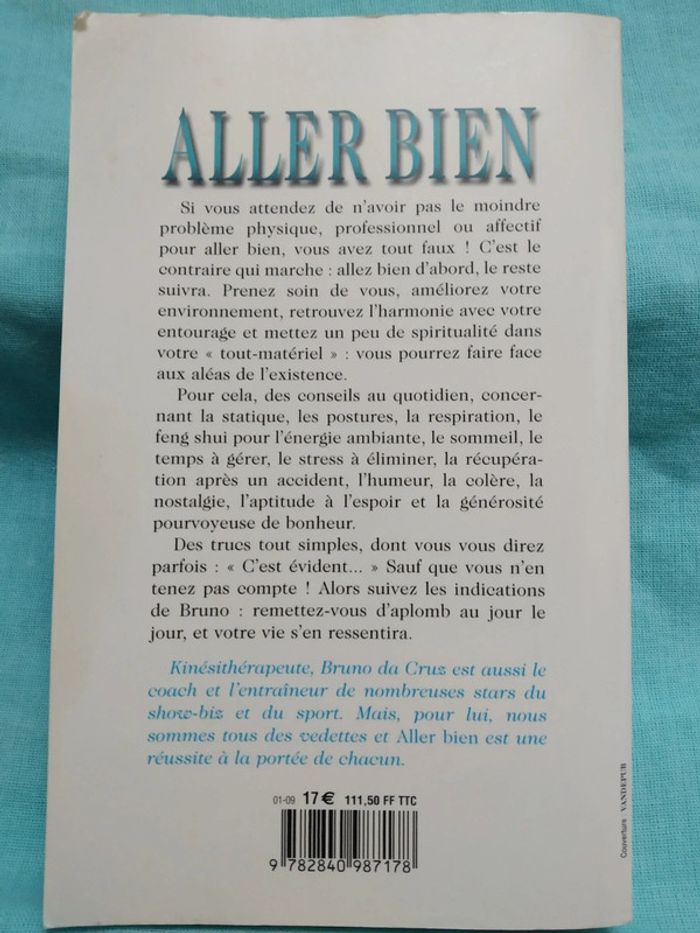 ALLER BIEN
Si vous attendez de n'avoir pas le moindre
problème physique, professionnel ou affectif
pour aller bien, vous avez tout faux ! C'est le
contraire qui marche : allez bien d'abord, le reste
suivra. Prenez soin de vous, améliorez votre
environnement, retrouvez l'harmonie avec votre
entourage et mettez un peu de spiritualité dans
votre « tout-matériel » : vous pourrez faire face
aux aléas de l'existence.
Pour cela, des conseils au quotidien, concer-
nant la statique, les postures, la respiration, le
feng shui pour l'énergie ambiante, le sommeil, le
temps à gérer, le stress à éliminer, la récupéra-
tion après un accident, l'humeur, la colère, la
nostalgie, l'aptitude à l'espoir et la générosité
pourvoyeuse de bonheur.
Des trucs tout simples, dont vous vous direz
parfois : « C'est évident... » Sauf que vous n'en
tenez pas compte ! Alors suivez les indications
de Bruno : remettez-vous d'aplomb au jour le
jour, et votre vie s'en ressentira.
Kinésithérapeute, Bruno da Cruz est aussi le
coach et l'entraîneur de nombreuses stars du
show-biz et du sport. Mais, pour lui, nous
sommes tous des vedettes et Aller bien est une
réussite à la portée de chacun.
01-09 17 € 111,50 FF TTC
9 782840 987178
Couverture : VANDEPUB